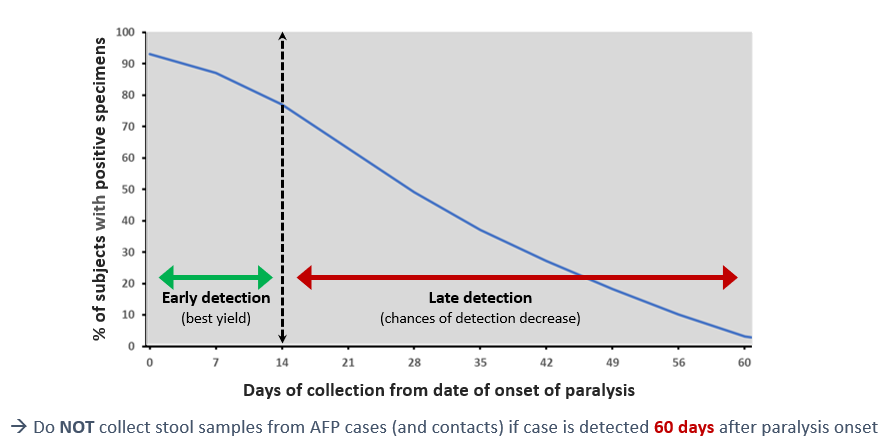 % of subjects with positive specimens
100
90
80
70
60
50
40
30
20
10
0
Early detection
(best yield)
Late detection
(chances of detection decrease)
0 7 14 21 28 35 42 49 56 60
Days of collection from date of onset of paralysis
→ Do NOT collect stool samples from AFP cases (and contacts) if case is detected 60 days after paralysis onset